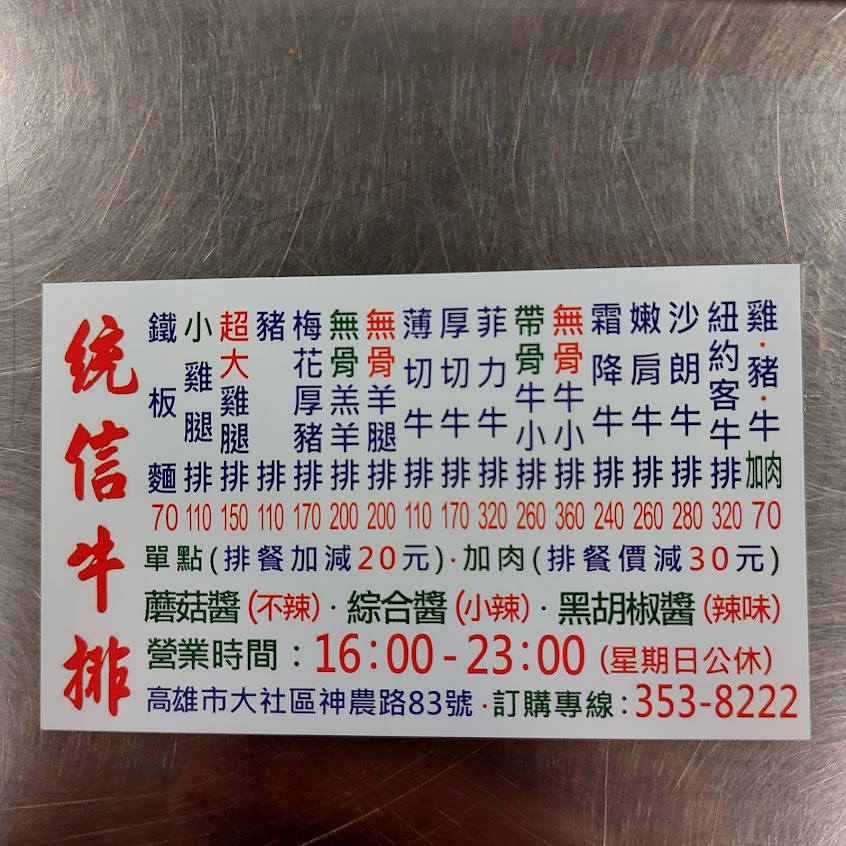 統信牛排
鐵板麵 70
小雞腿排 110
超大雞腿排 150
豬排 110
梅花厚豬排 170
無骨羔羊排 200
無骨羊腿排 200
薄切牛排 110
厚切牛排 170
菲力牛排 320
帶骨牛小排 260
無骨牛小排 360
霜降牛排 240
嫩肩牛排 260
沙朗牛排 280
紐約客牛排 320
雞·豬·牛加肉 70
單點(排餐加減20元)·加肉(排餐價減30元)
蘑菇醬(不辣)·綜合醬(小辣)·黑胡椒醬(辣味)
營業時間：16:00-23:00(星期日公休)
高雄市大社區神農路83號·訂購專線：353-8222